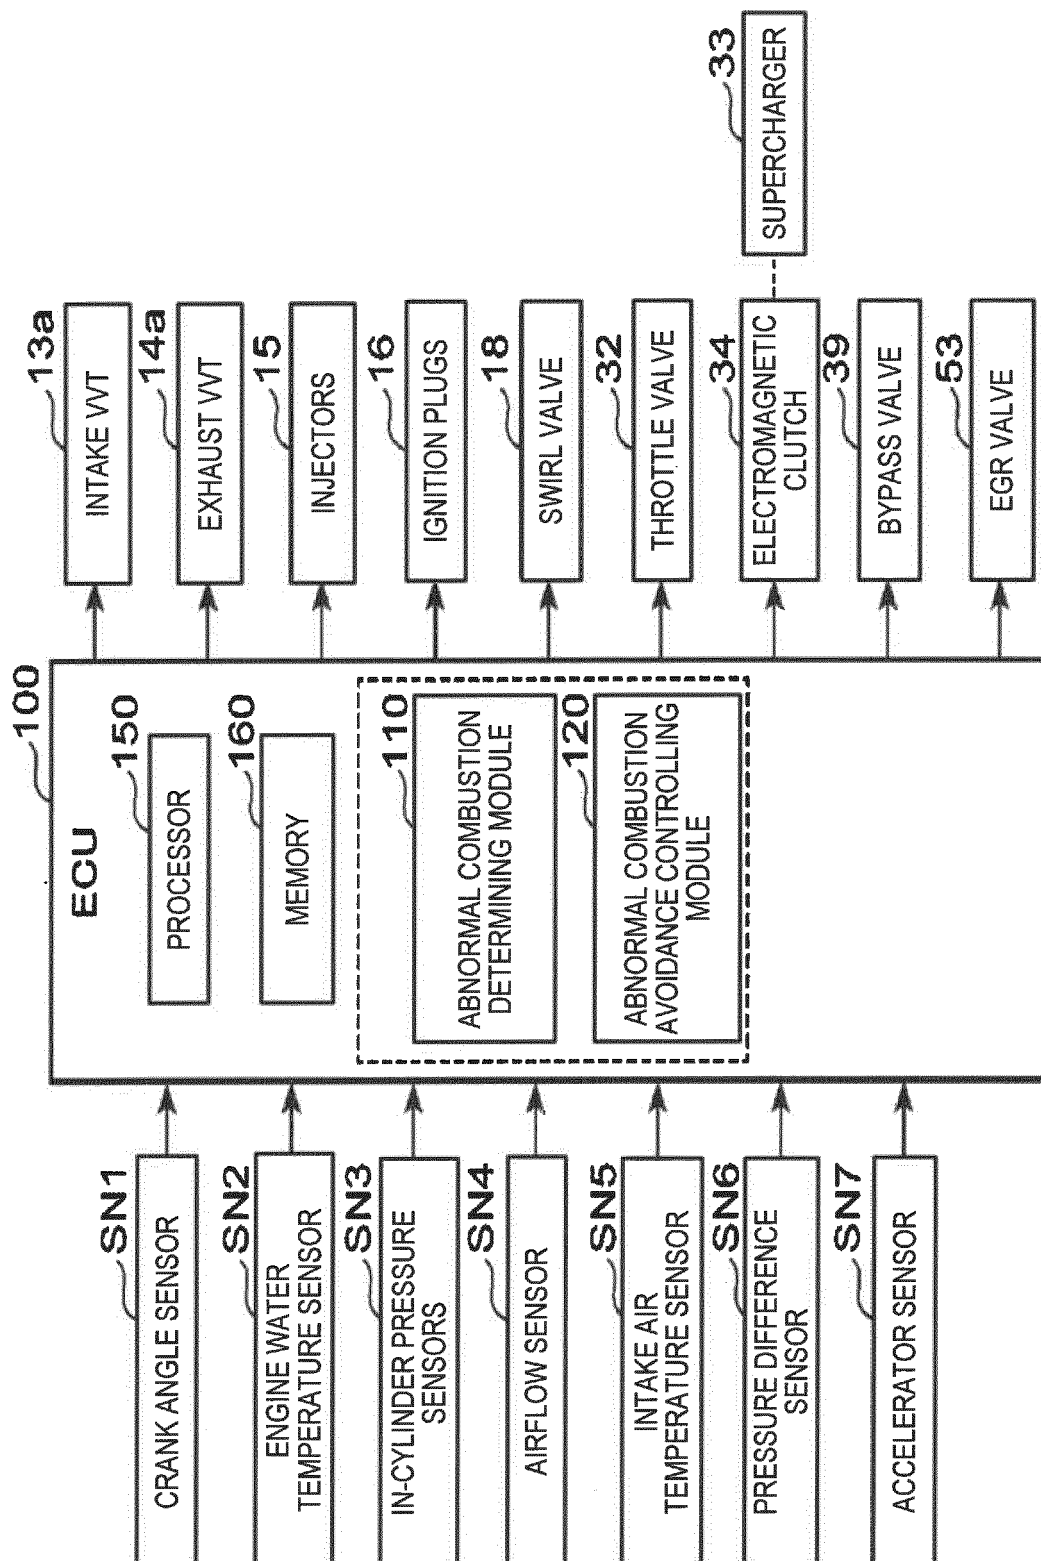 SN1
CRANK ANGLE SENSOR
SN2
ENGINE WATER
TEMPERATURE SENSOR
SN3
IN-CYLINDER PRESSURE
SENSORS
SN4
AIRFLOW SENSOR
SN5
INTAKE AIR
TEMPERATURE SENSOR
SN6
PRESSURE DIFFERENCE
SENSOR
SN7
ACCELERATOR SENSOR
100
ECU
150
PROCESSOR
160
MEMORY
110
ABNORMAL COMBUSTION
DETERMINING MODULE
120
ABNORMAL COMBUSTION
AVOIDANCE CONTROLLING
MODULE
13a
INTAKE VVT
14a
EXHAUST VVT
15
INJECTORS
16
IGNITION PLUGS
18
SWIRL VALVE
32
THROTTLE VALVE
34
ELECTROMAGNETIC
CLUTCH
33
SUPERCHARGER
39
BYPASS VALVE
53
EGR VALVE